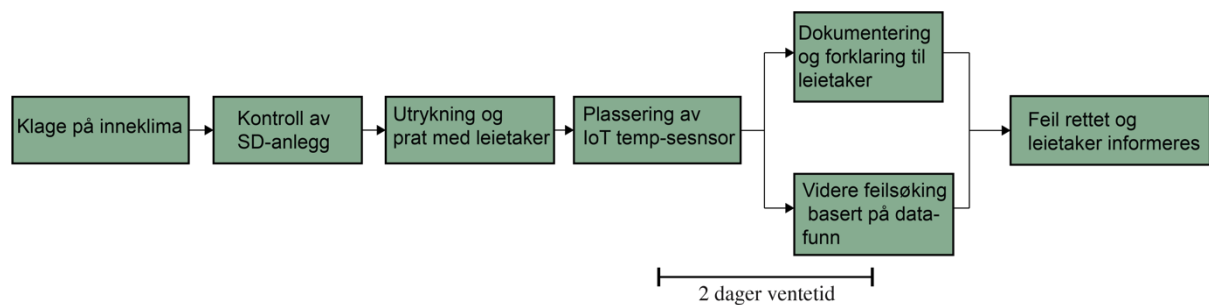 Klage på inneklima
Kontroll av
SD-anlegg
Utrykning og
prat med leietaker
Plassering av
IoT temp-sesnsor
Dokumentering
og forklaring til
leietaker
Videre feilsøking
basert på data-
funn
Feil rettet og
leietaker informeres
2 dager ventetid